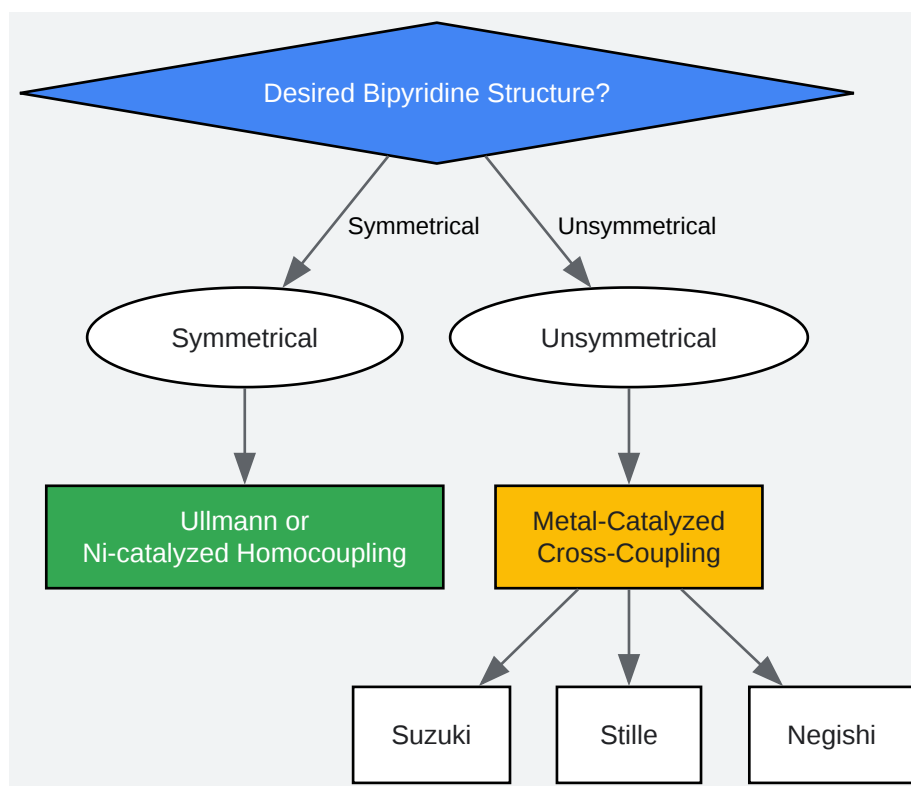 Desired Bipyridine Structure?
Symmetrical
Unsymmetrical
Symmetrical
Unsymmetrical
Ullmann or
Ni-catalyzed Homocoupling
Metal-Catalyzed
Cross-Coupling
Suzuki
Stille
Negishi